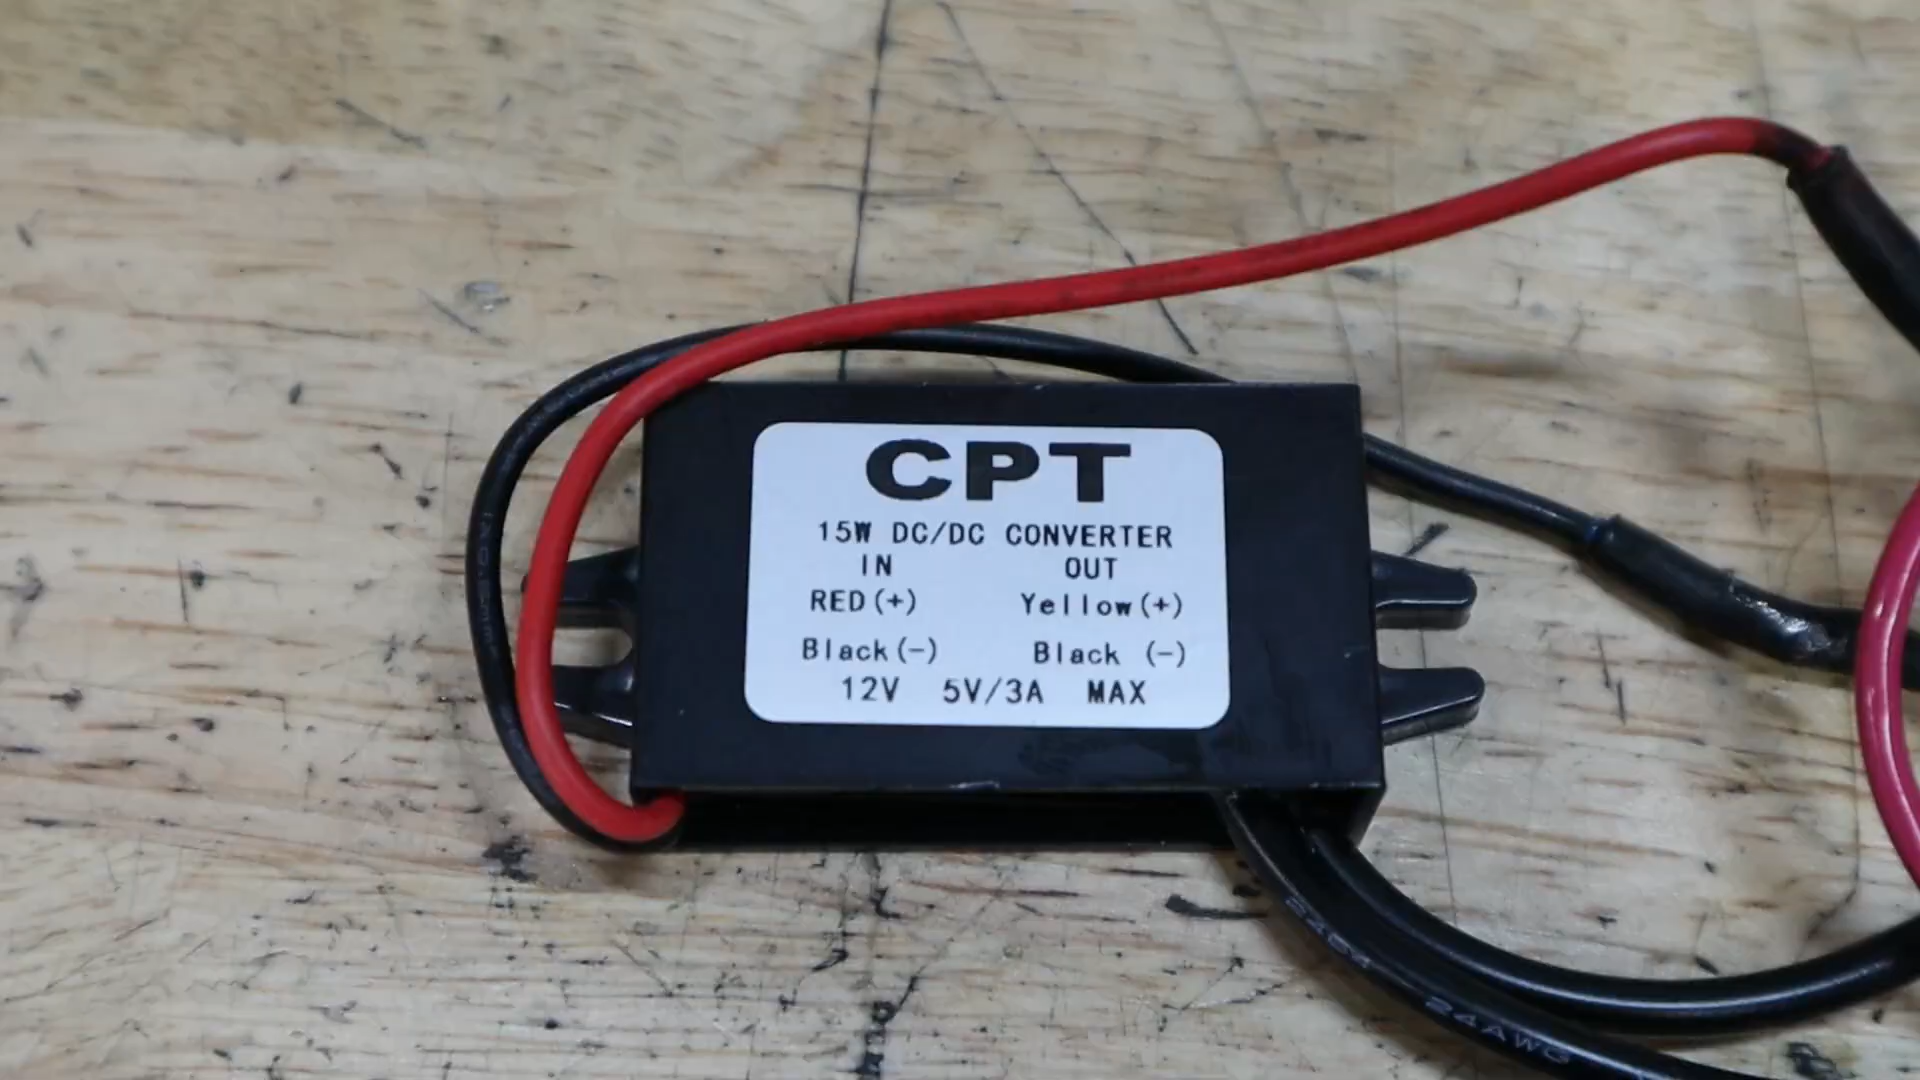 CPT
15W DC/DC CONVERTER
IN OUT
RED(+) Yellow(+)
Black(-) Black (-)
12V 5V/3A MAX
24AWG